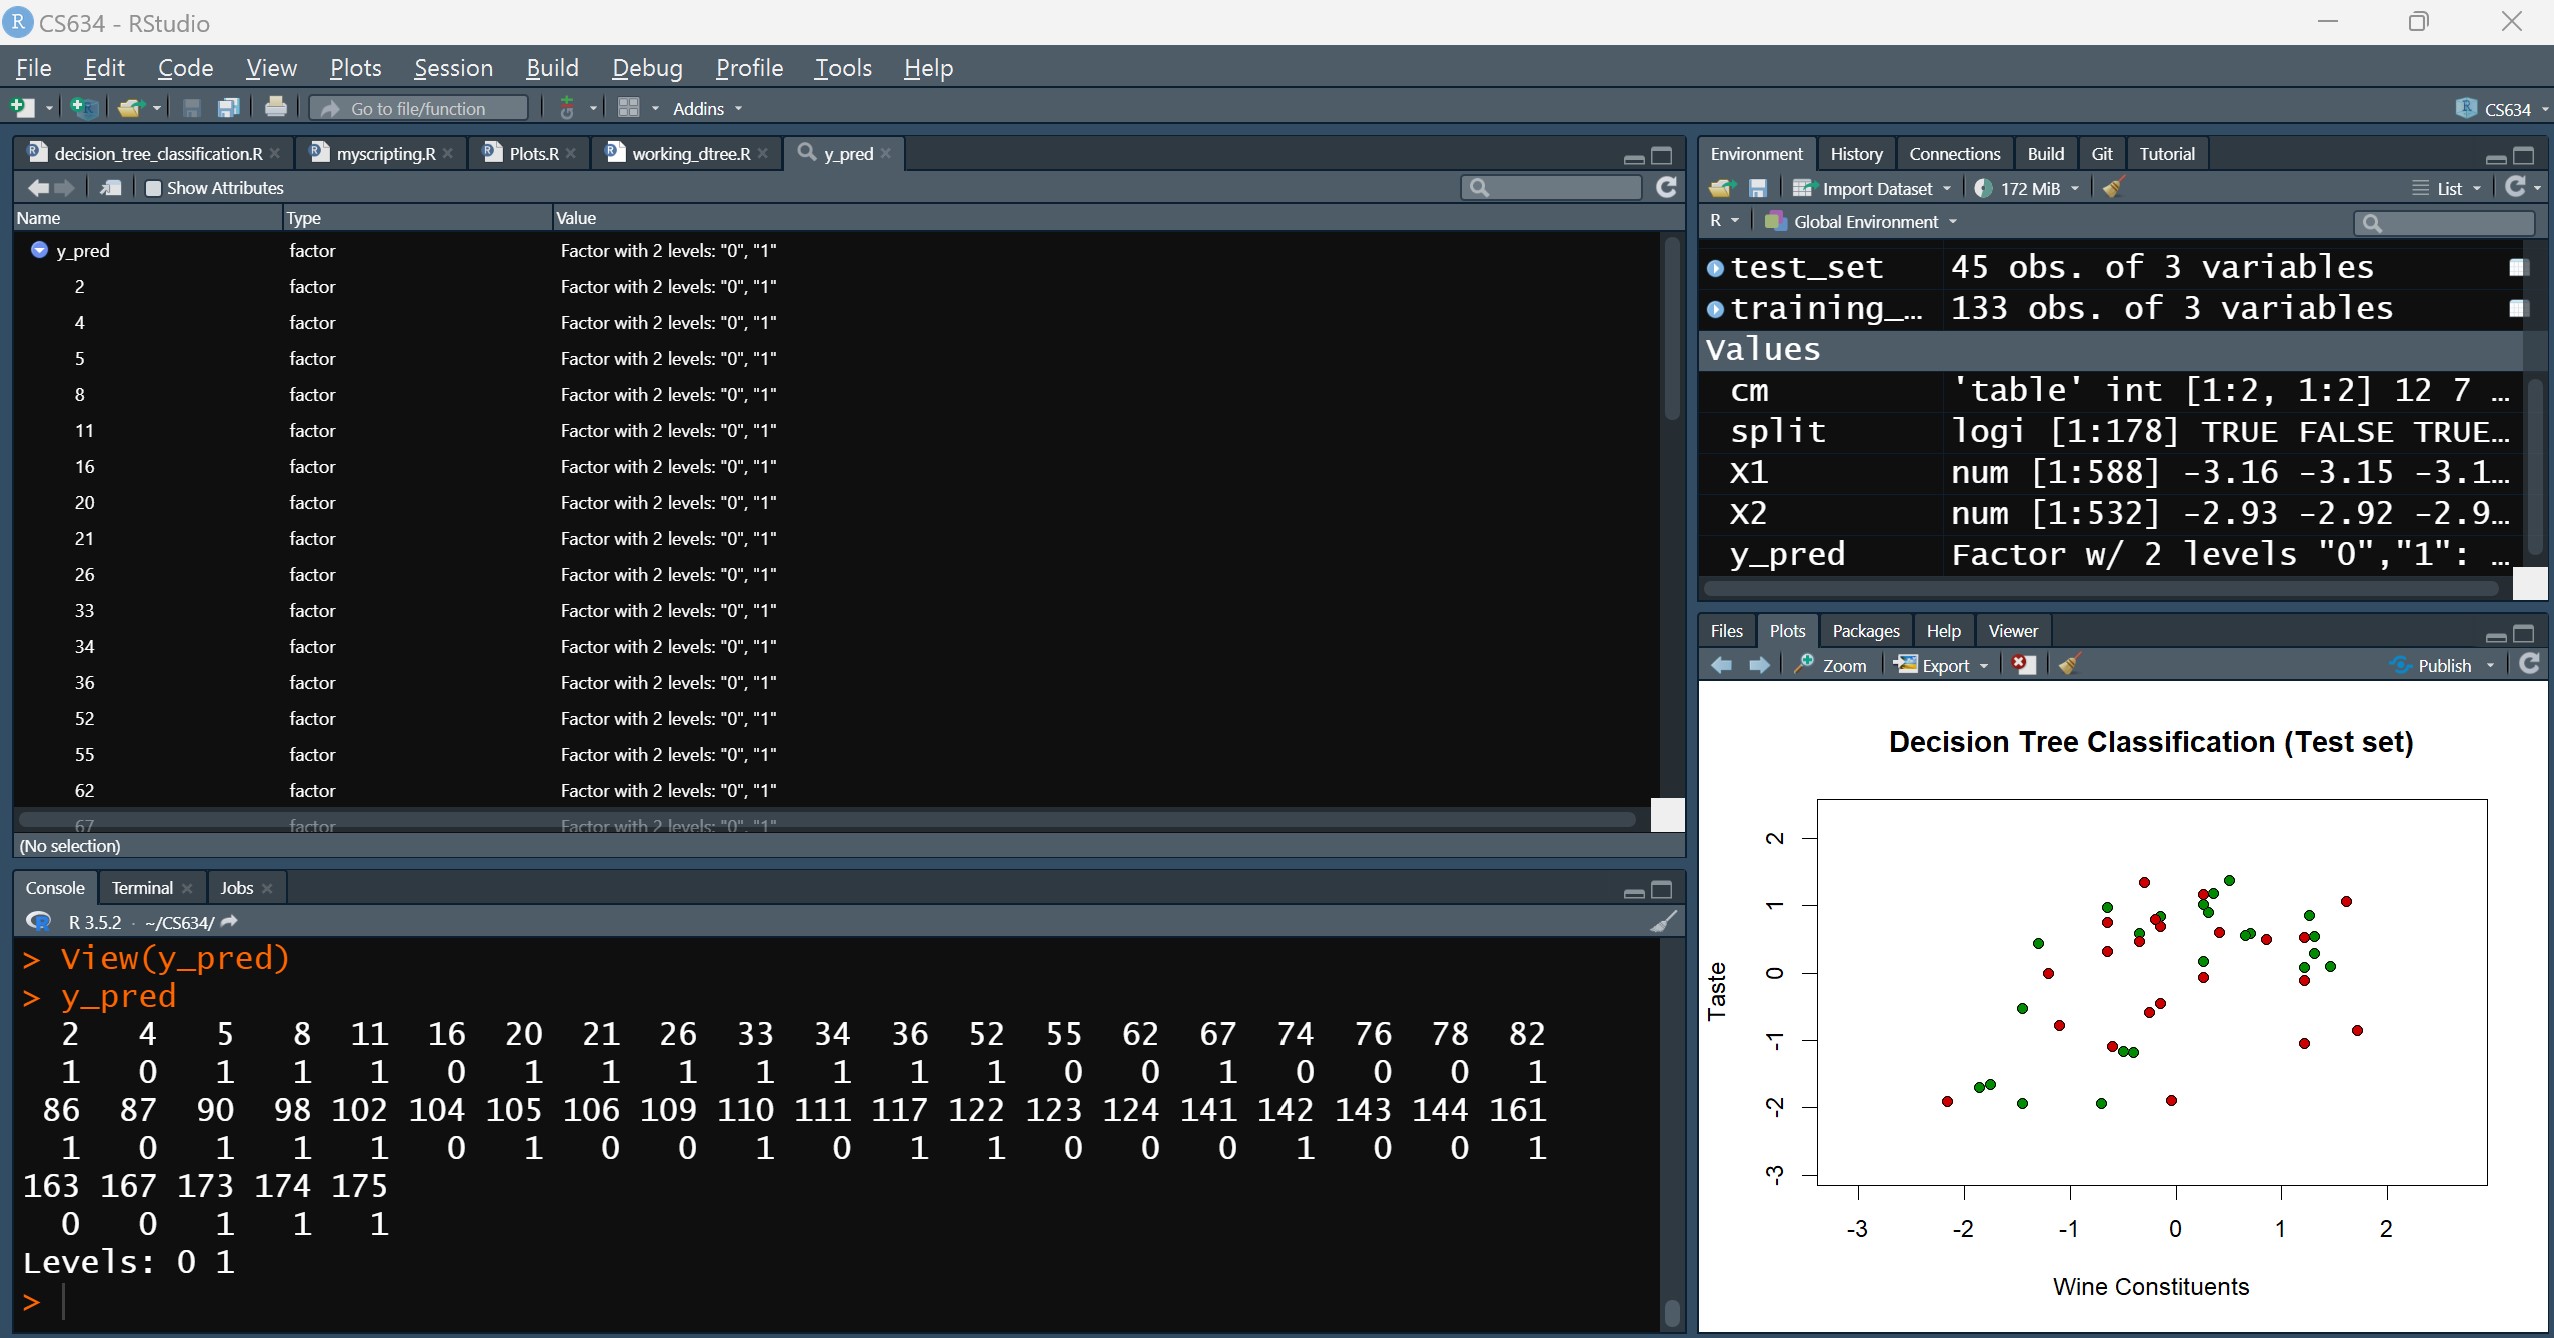 CS634 - RStudio
File Edit Code View Plots Session Build Debug Profile Tools Help
Go to file/function Addins CS634
decision_tree_classification.R myscripting.R Plots.R working_dtree.R y_pred
Show Attributes
Name Type Value
y_pred factor Factor with 2 levels: "0", "1"
2 factor Factor with 2 levels: "0", "1"
4 factor Factor with 2 levels: "0", "1"
5 factor Factor with 2 levels: "0", "1"
8 factor Factor with 2 levels: "0", "1"
11 factor Factor with 2 levels: "0", "1"
16 factor Factor with 2 levels: "0", "1"
20 factor Factor with 2 levels: "0", "1"
21 factor Factor with 2 levels: "0", "1"
26 factor Factor with 2 levels: "0", "1"
33 factor Factor with 2 levels: "0", "1"
34 factor Factor with 2 levels: "0", "1"
36 factor Factor with 2 levels: "0", "1"
52 factor Factor with 2 levels: "0", "1"
55 factor Factor with 2 levels: "0", "1"
62 factor Factor with 2 levels: "0", "1"
67 factor Factor with 2 levels: "0", "1"
(No selection)
Console Terminal Jobs
R 3.5.2 · ~/CS634/
> View(y_pred)
> y_pred
2 4 5 8 11 16 20 21 26 33 34 36 52 55 62 67 74 76 78 82
1 0 1 1 1 0 1 1 1 1 1 1 1 0 0 1 0 0 0 1
86 87 90 98 102 104 105 106 109 110 111 117 122 123 124 141 142 143 144 161
1 0 1 1 1 0 1 0 0 1 0 1 1 0 0 0 1 0 0 1
163 167 173 174 175
0 0 1 1 1
Levels: 0 1
>
Environment History Connections Build Git Tutorial
Import Dataset 172 MiB List
R Global Environment
test_set 45 obs. of 3 variables
training_… 133 obs. of 3 variables
Values
cm 'table' int [1:2, 1:2] 12 7 …
split logi [1:178] TRUE FALSE TRUE…
X1 num [1:588] -3.16 -3.15 -3.1…
X2 num [1:532] -2.93 -2.92 -2.9…
y_pred Factor w/ 2 levels "0","1": …
Files Plots Packages Help Viewer
Zoom Export Publish
Decision Tree Classification (Test set)
Taste
2
1
0
-1
-2
-3
-3 -2 -1 0 1 2
Wine Constituents